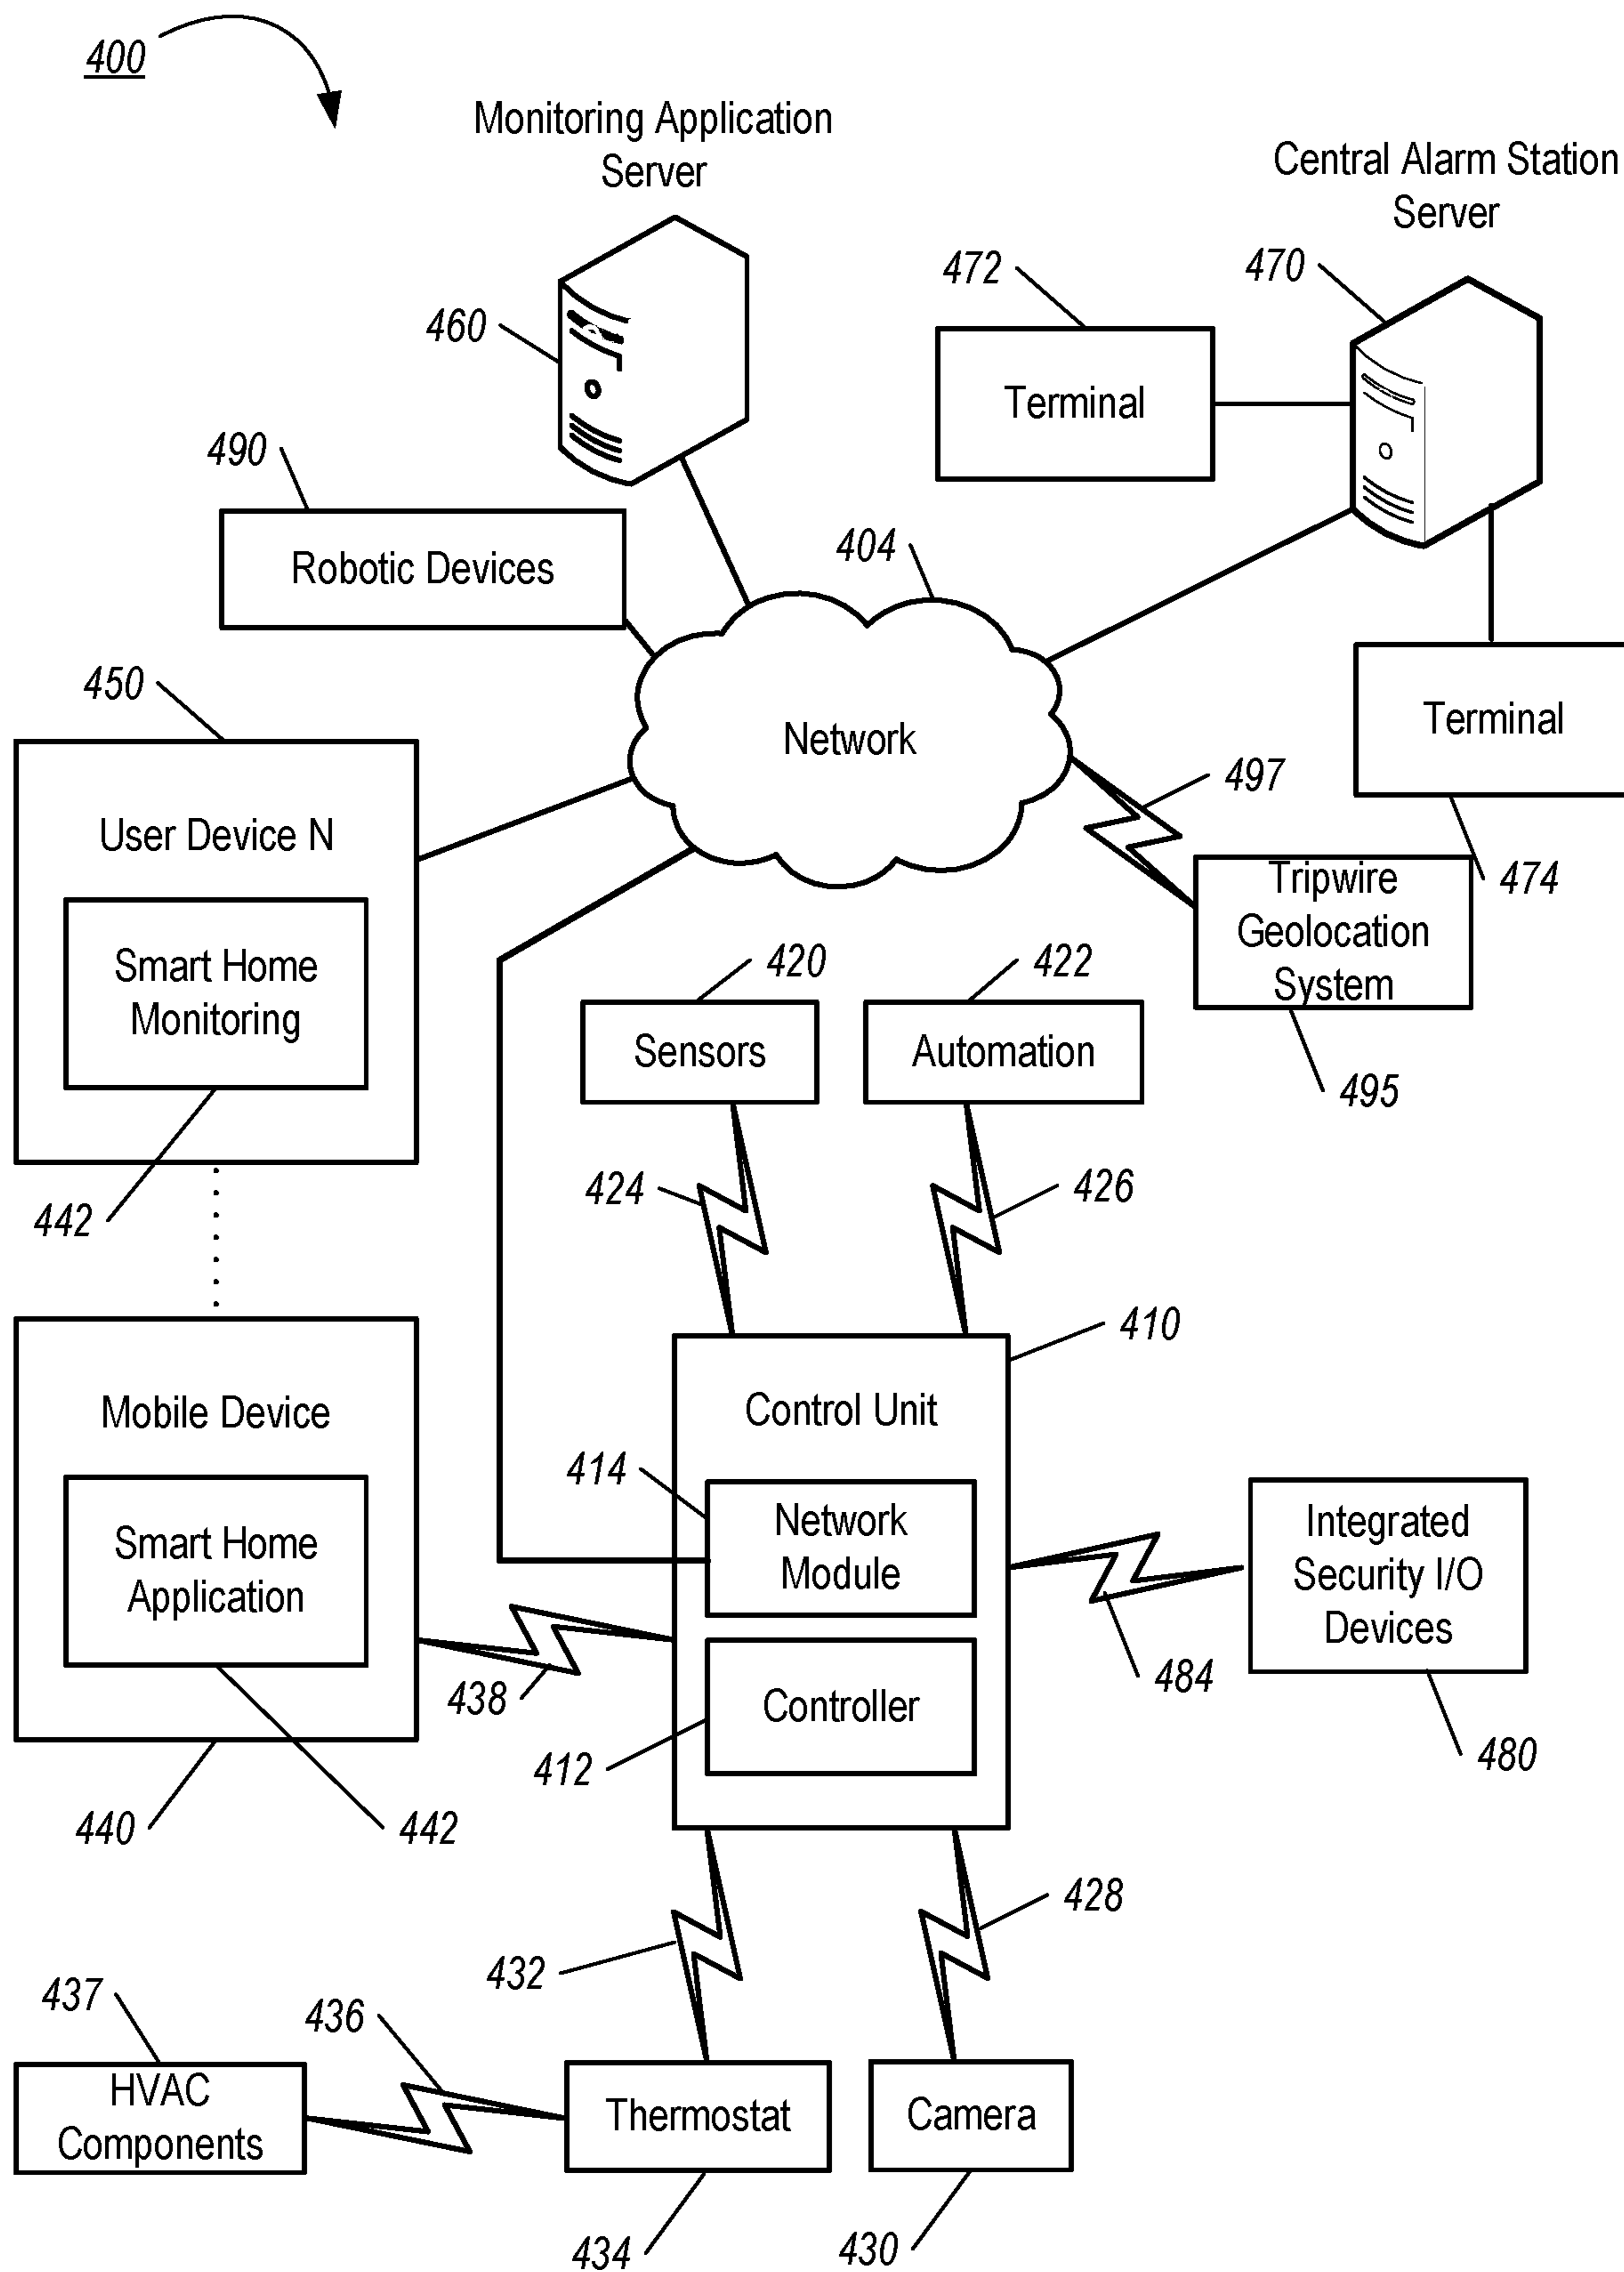 400
Monitoring Application
Server
Central Alarm Station
Server
472
470
460
Terminal
490
404
Robotic Devices
450
Network
Terminal
497
User Device N
474
Tripwire
Geolocation
System
420
422
Smart Home
Monitoring
Sensors
Automation
495
424
426
442
410
Mobile Device
Control Unit
414
Network
Module
Integrated
Security I/O
Devices
Smart Home
Application
438
484
Controller
412
480
440
442
428
432
437
436
HVAC
Components
Thermostat
Camera
434
430